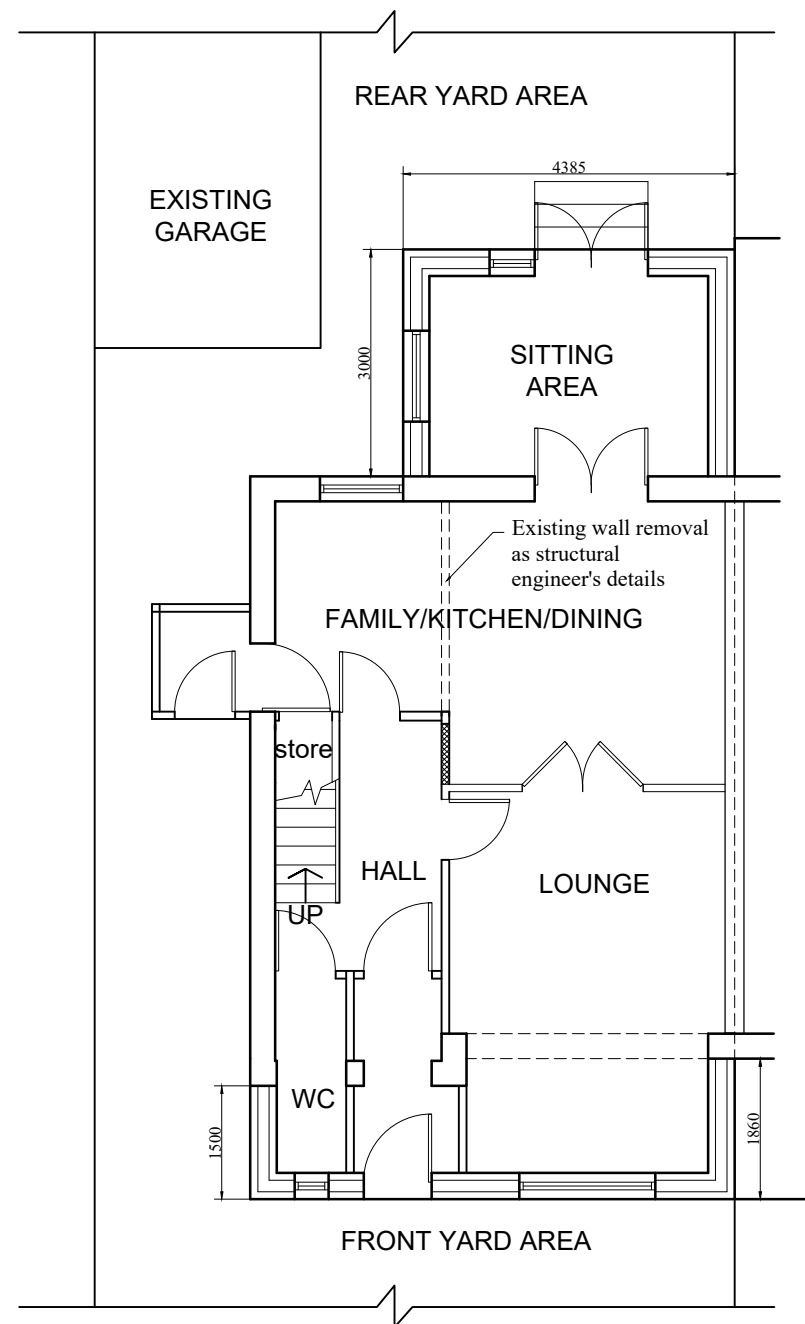 REAR YARD AREA
4385
EXISTING
GARAGE
3000
SITTING
AREA
Existing wall removal
as structural
engineer's details
FAMILY/KITCHEN/DINING
store
HALL
LOUNGE
UP
WC
1500
1860
FRONT YARD AREA